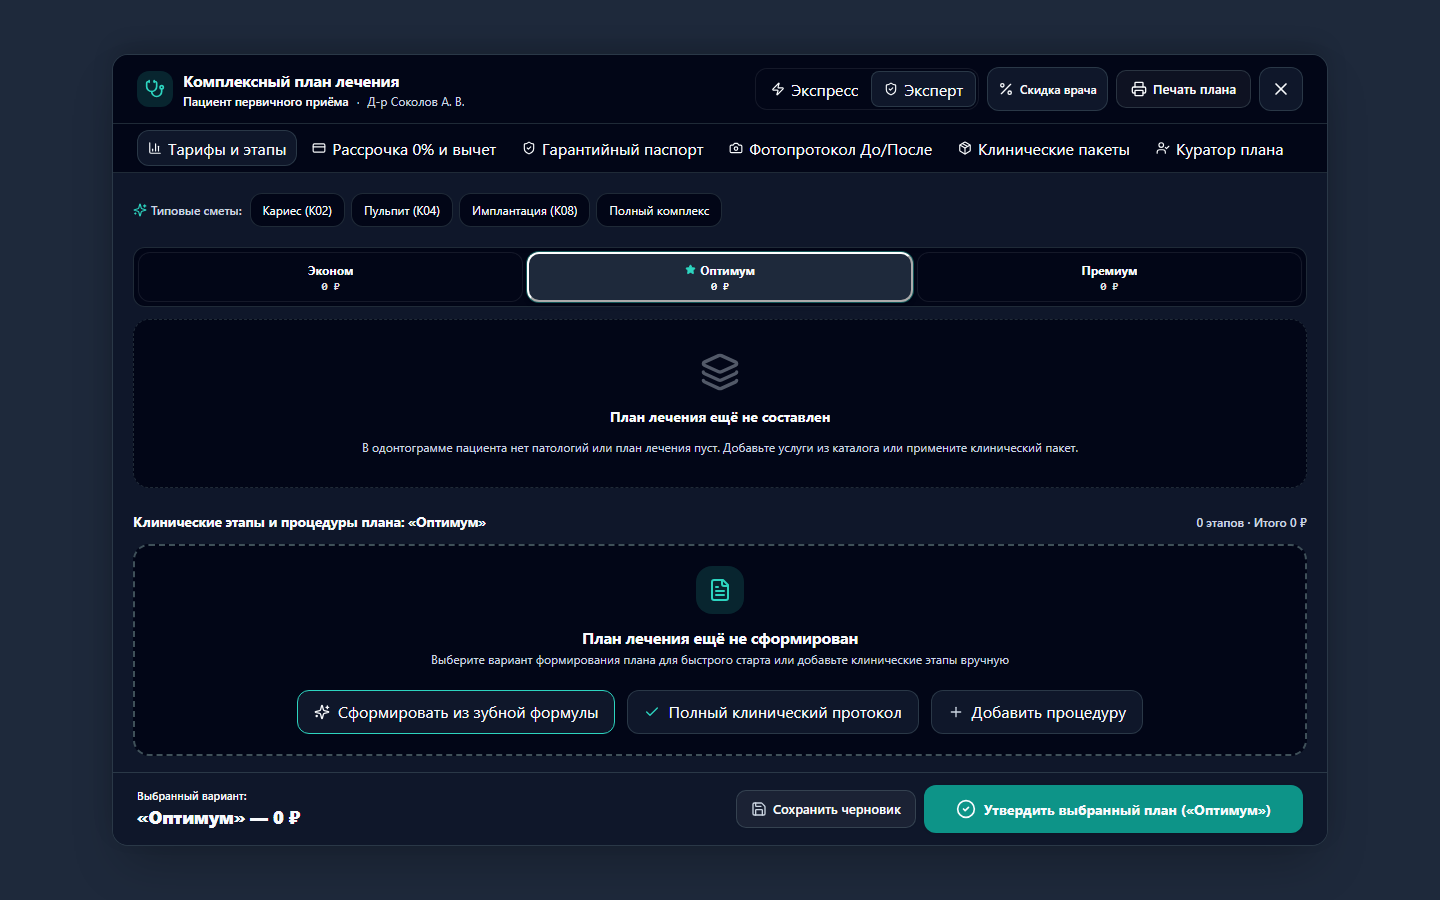 Комплексный план лечения
Пациент первичного приёма · Д-р Соколов А. В.
Экспресс
Эксперт
Скидка врача
Печать плана
Тарифы и этапы
Рассрочка 0% и вычет
Гарантийный паспорт
Фотопротокол До/После
Клинические пакеты
Куратор плана
Типовые сметы:
Кариес (K02)
Пульпит (K04)
Имплантация (K08)
Полный комплекс
Эконом
0 ₽
Оптимум
0 ₽
Премиум
0 ₽
План лечения ещё не составлен
В одонтограмме пациента нет патологий или план лечения пуст. Добавьте услуги из каталога или примените клинический пакет.
Клинические этапы и процедуры плана: «Оптимум»
0 этапов · Итого 0 ₽
План лечения ещё не сформирован
Выберите вариант формирования плана для быстрого старта или добавьте клинические этапы вручную
Сформировать из зубной формулы
Полный клинический протокол
Добавить процедуру
Выбранный вариант:
«Оптимум» — 0 ₽
Сохранить черновик
Утвердить выбранный план («Оптимум»)